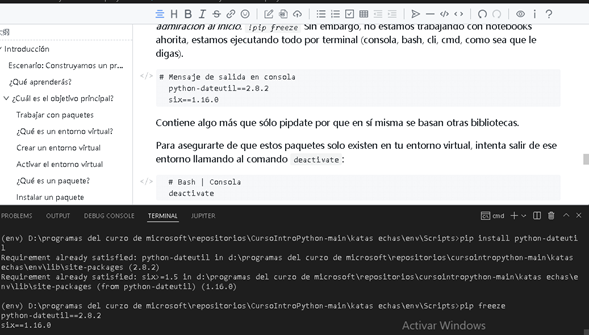 admiración al inicio. !pip freeze Sin embargo, no estamos trabajando con notebooks
ahorita, estamos ejecutando todo por terminal (consola, bash, cli, cmd, como sea que le
digas).
Introducción
Escenario: Construyamos un pr...
¿Qué aprenderás?
¿Cuál es el objetivo principal?
Trabajar con paquetes
¿Qué es un entorno virtual?
Crear un entorno virtual
Activar el entorno virtual
¿Qué es un paquete?
Instalar un paquete
# Mensaje de salida en consola
python-dateutil==2.8.2
six==1.16.0
Contiene algo más que sólo pipdate por que en sí misma se basan otras bibliotecas.
Para asegurarte de que estos paquetes solo existen en tu entorno virtual, intenta salir de ese
entorno llamando al comando deactivate :
# Bash | Consola
deactivate
PROBLEMS OUTPUT DEBUG CONSOLE TERMINAL JUPYTER cmd
(env) D:\programas del curzo de microsoft\repositorios\CursoIntroPython-main\katas echas\env\Scripts>pip install python-dateuti
l
Requirement already satisfied: python-dateutil in d:\programas del curzo de microsoft\repositorios\cursointropython-main\katas
echas\env\lib\site-packages (2.8.2)
Requirement already satisfied: six>=1.5 in d:\programas del curzo de microsoft\repositorios\cursointropython-main\katas echas\e
nv\lib\site-packages (from python-dateutil) (1.16.0)
(env) D:\programas del curzo de microsoft\repositorios\CursoIntroPython-main\katas echas\env\Scripts>pip freeze
python-dateutil==2.8.2
six==1.16.0
Activar Windows